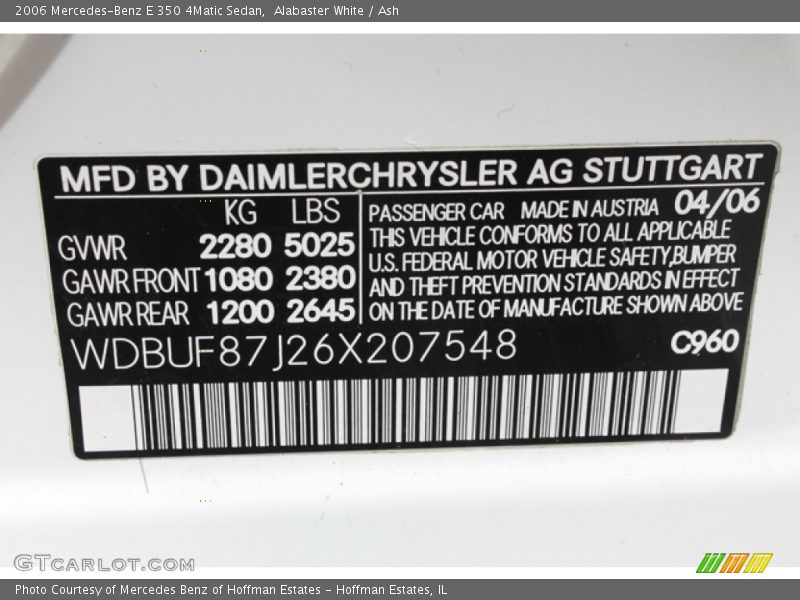 2006 Mercedes-Benz E 350 4Matic Sedan,  Alabaster White / Ash
MFD BY DAIMLERCHRYSLER AG STUTTGART
KG LBS
GVWR 2280 5025
GAWR FRONT 1080 2380
GAWR REAR 1200 2645
PASSENGER CAR MADE IN AUSTRIA 04/06
THIS VEHICLE CONFORMS TO ALL APPLICABLE
U.S. FEDERAL MOTOR VEHICLE SAFETY,BUMPER
AND THEFT PREVENTION STANDARDS IN EFFECT
ON THE DATE OF MANUFACTURE SHOWN ABOVE
WDBUF87J26X207548 C960
GTCARLOT.COM
Photo Courtesy of Mercedes Benz of Hoffman Estates - Hoffman Estates, IL